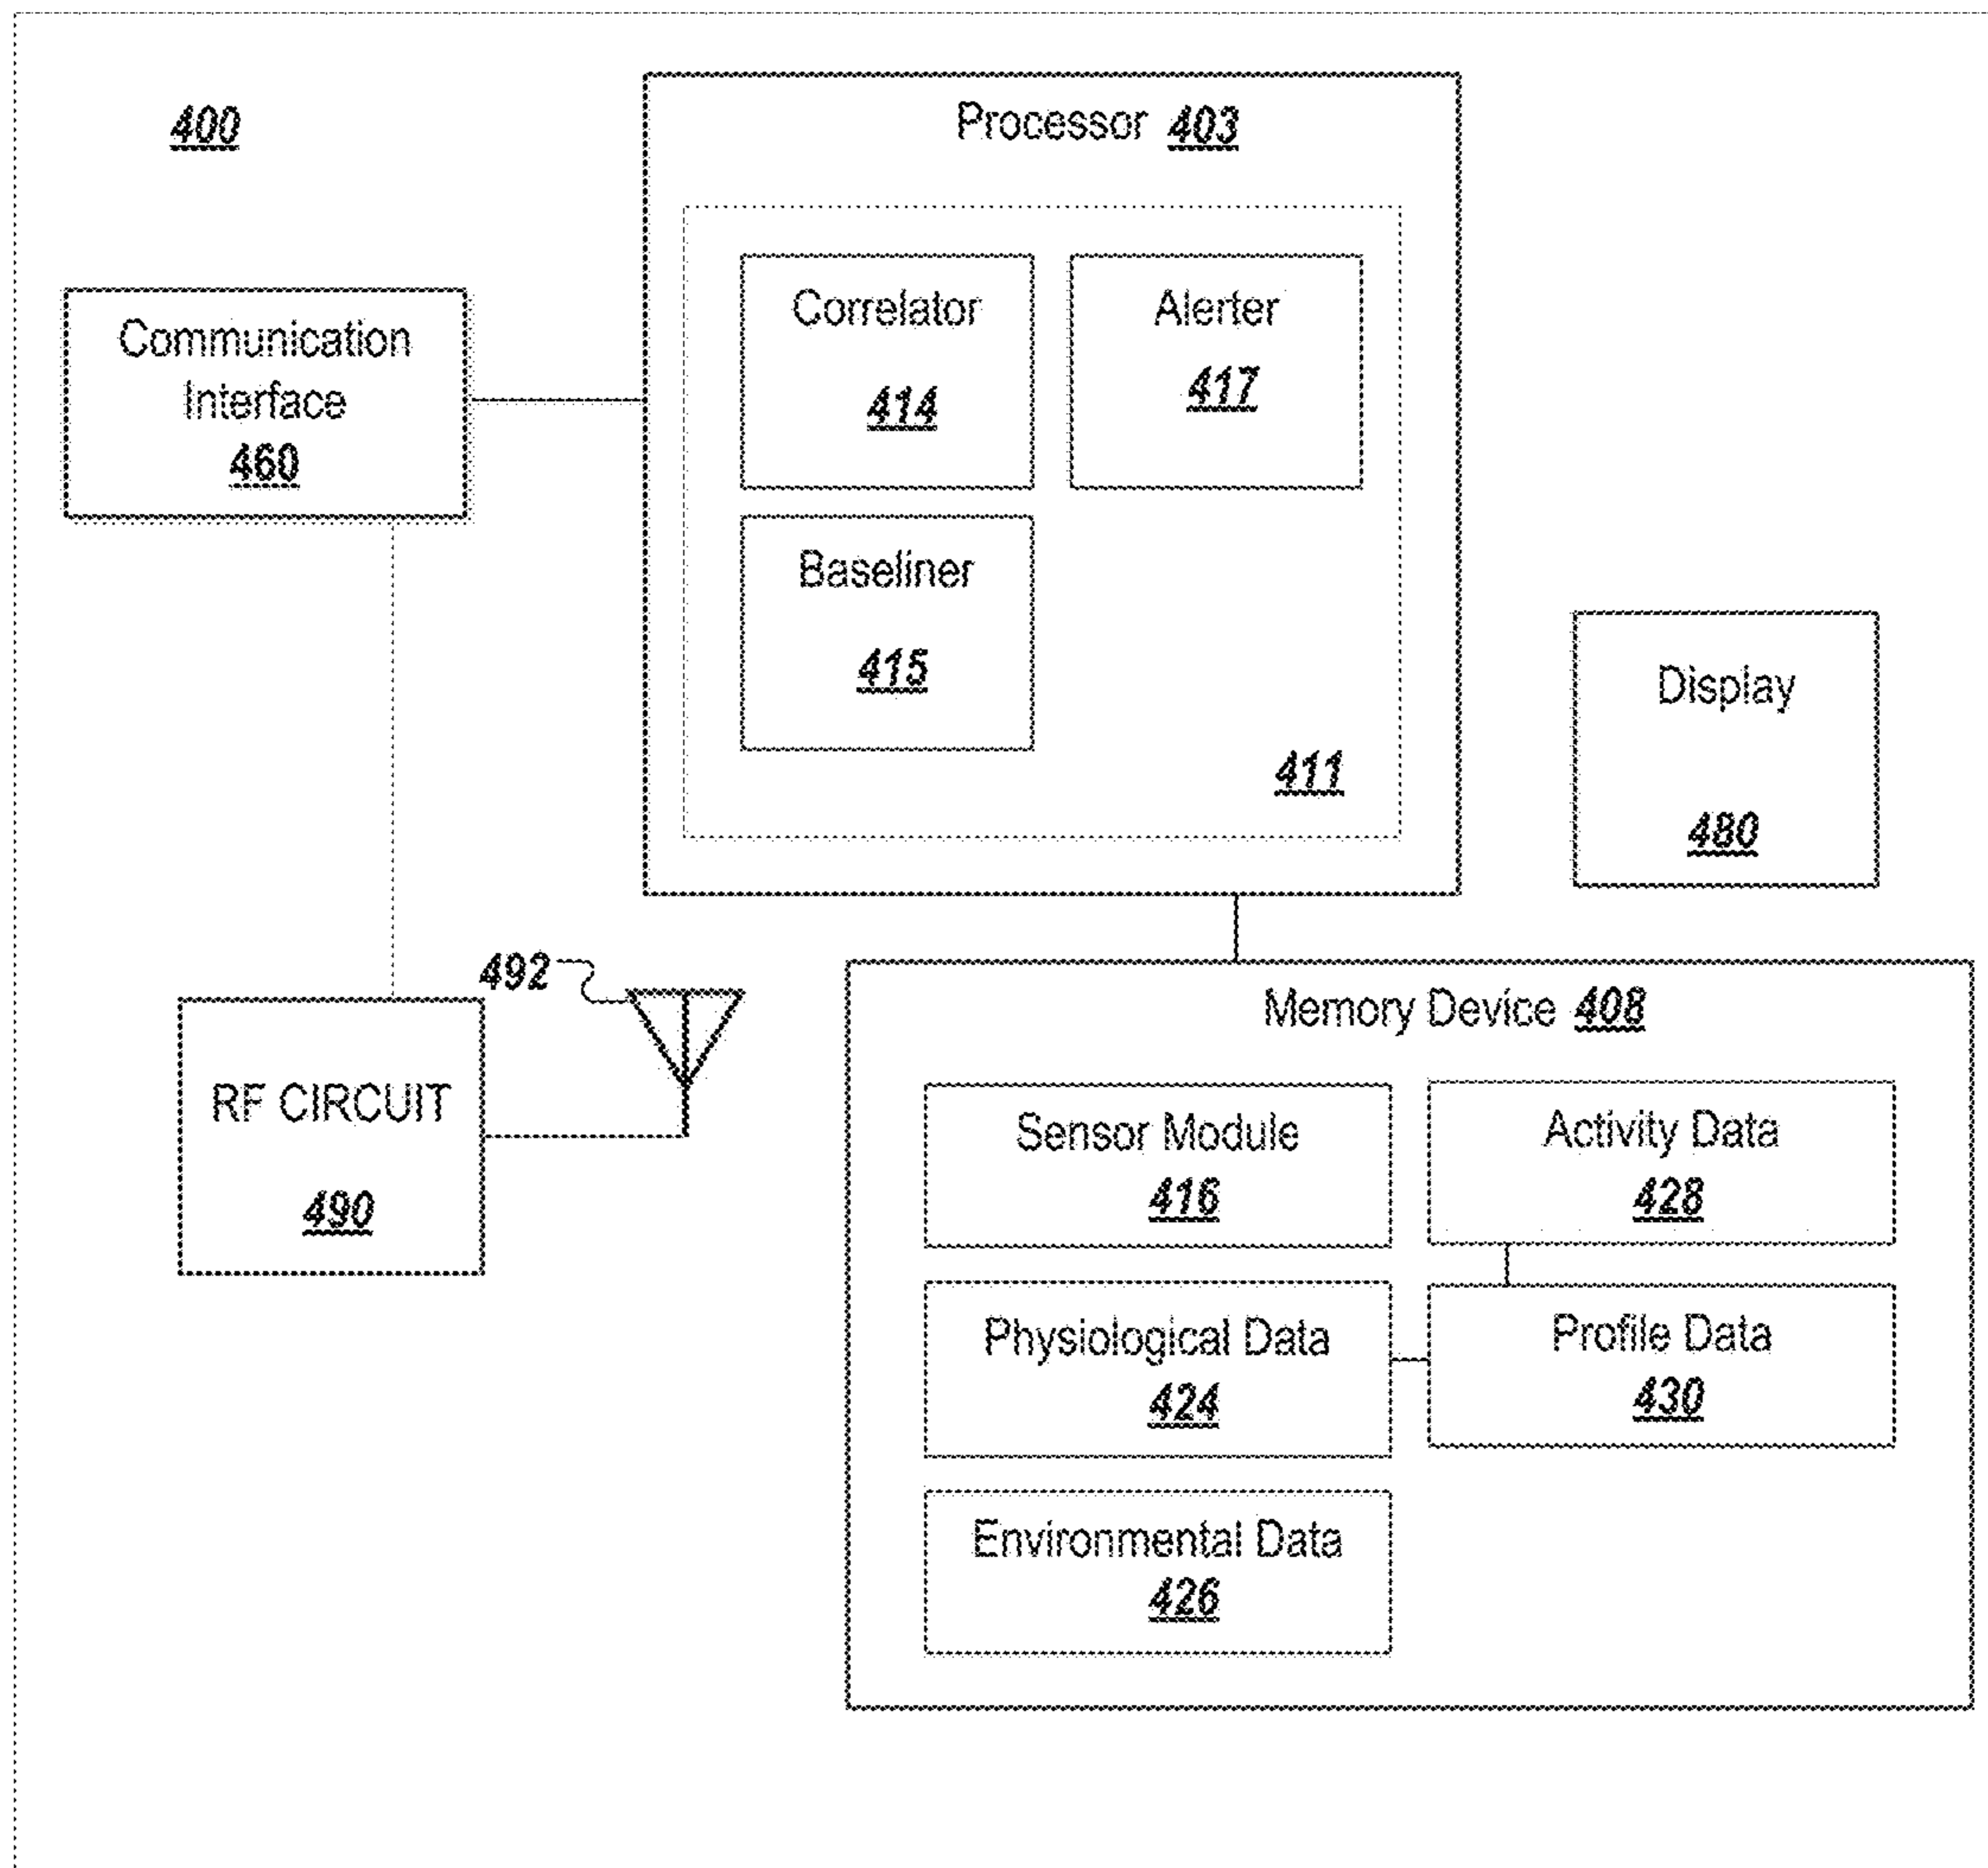 400
Processor 403
Communication
Interface
460
Correlator
414
Alerter
417
Baseliner
415
411
Display
480
492
RF CIRCUIT
490
Memory Device 408
Sensor Module
416
Activity Data
428
Physiological Data
424
Profile Data
430
Environmental Data
426